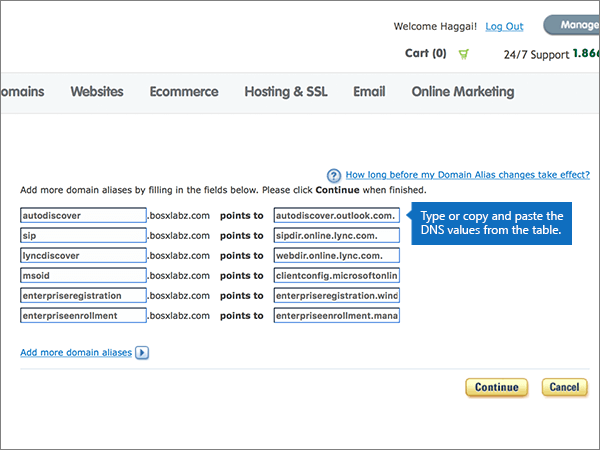 Welcome Haggai! Log Out Manage
Cart (0) 24/7 Support 1.866
omains Websites Ecommerce Hosting & SSL Email Online Marketing
How long before my Domain Alias changes take effect?
Add more domain aliases by filling in the fields below. Please click Continue when finished.
autodiscover .bosxlabz.com points to autodiscover.outlook.com.
Type or copy and paste the
DNS values from the table.
sip .bosxlabz.com points to sipdir.online.lync.com.
lyncdiscover .bosxlabz.com points to webdir.online.lync.com.
msoid .bosxlabz.com points to clientconfig.microsoftonlin
enterpriseregistration .bosxlabz.com points to enterpriseregistration.wind
enterpriseenrollment .bosxlabz.com points to enterpriseenrollment.mana
Add more domain aliases
Continue Cancel